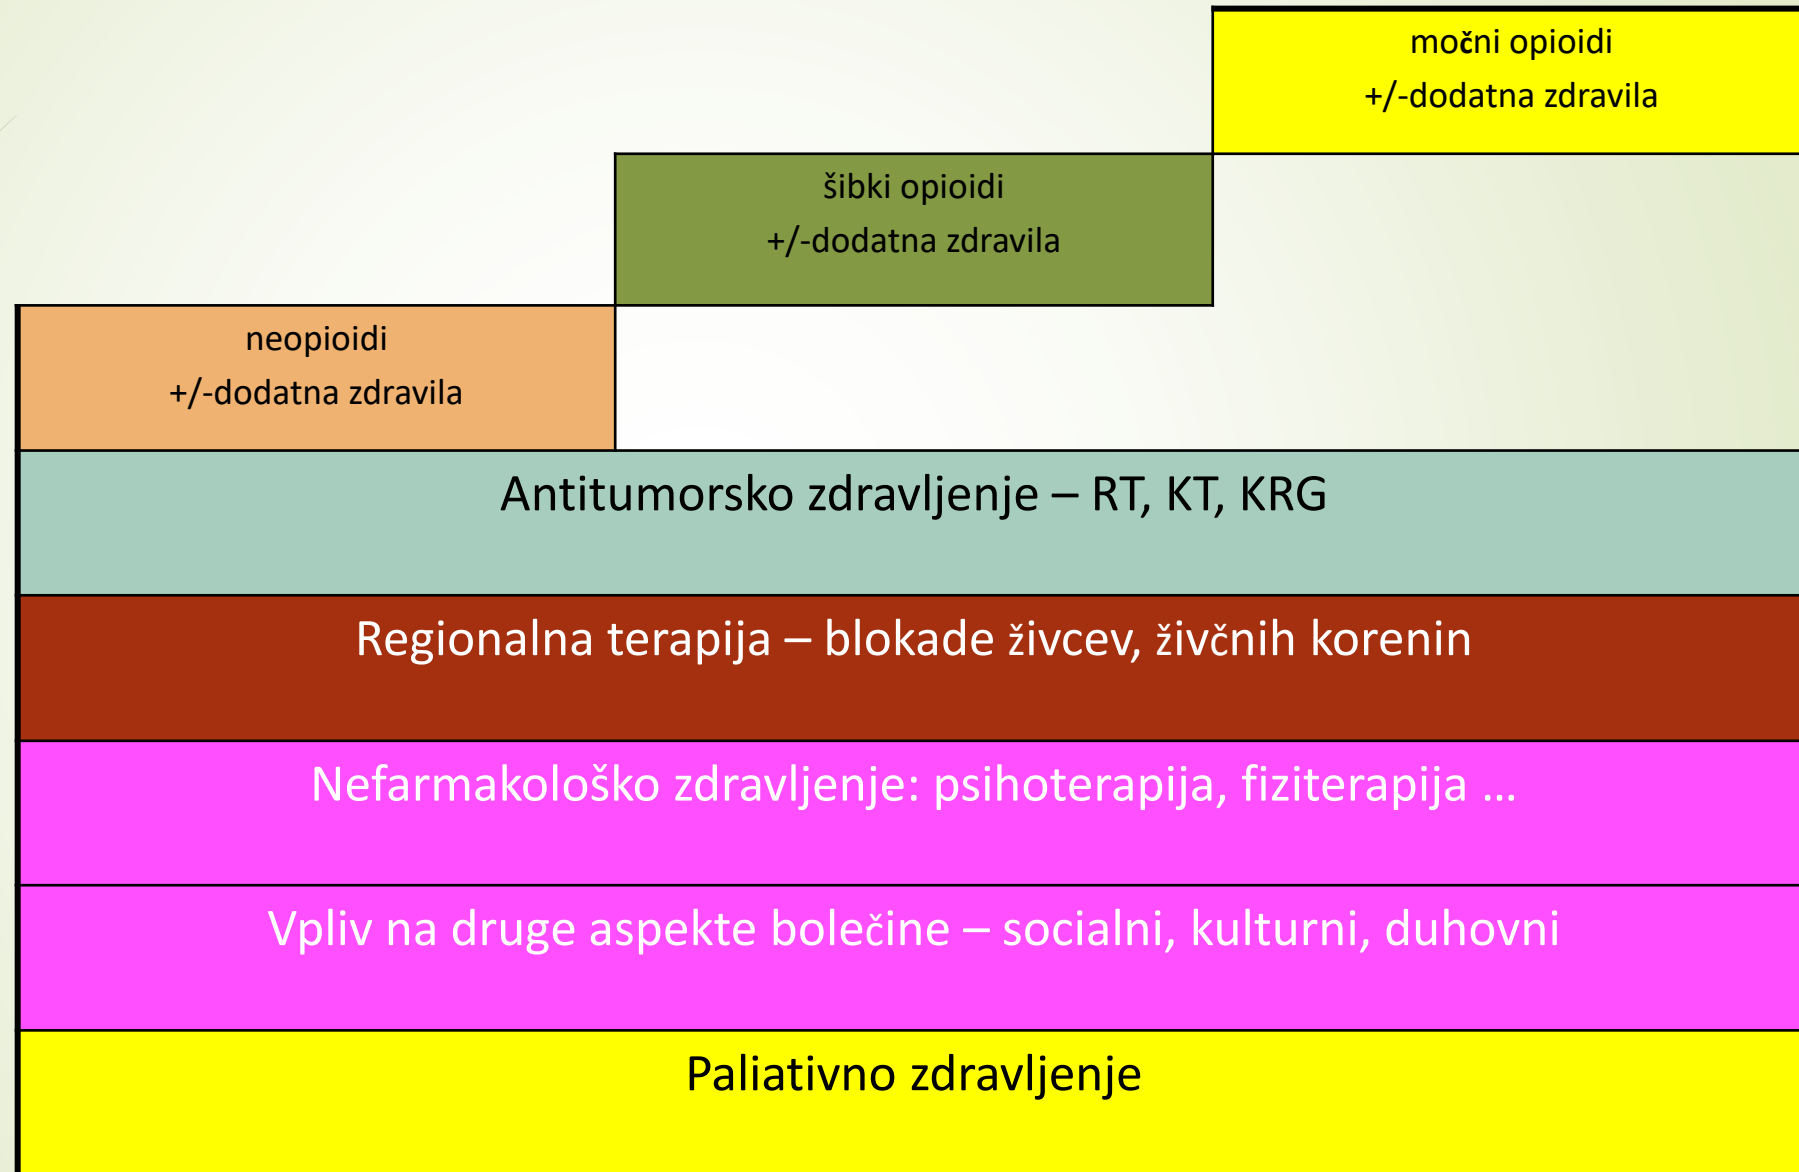 močni opioidi
+/-dodatna zdravila
šibki opioidi
+/-dodatna zdravila
neopioidi
+/-dodatna zdravila
Antitumorsko zdravljenje – RT, KT, KRG
Regionalna terapija – blokade živcev, živčnih korenin
Nefarmakološko zdravljenje: psihoterapija, fiziterapija ...
Vpliv na druge aspekte bolečine – socialni, kulturni, duhovni
Paliativno zdravljenje